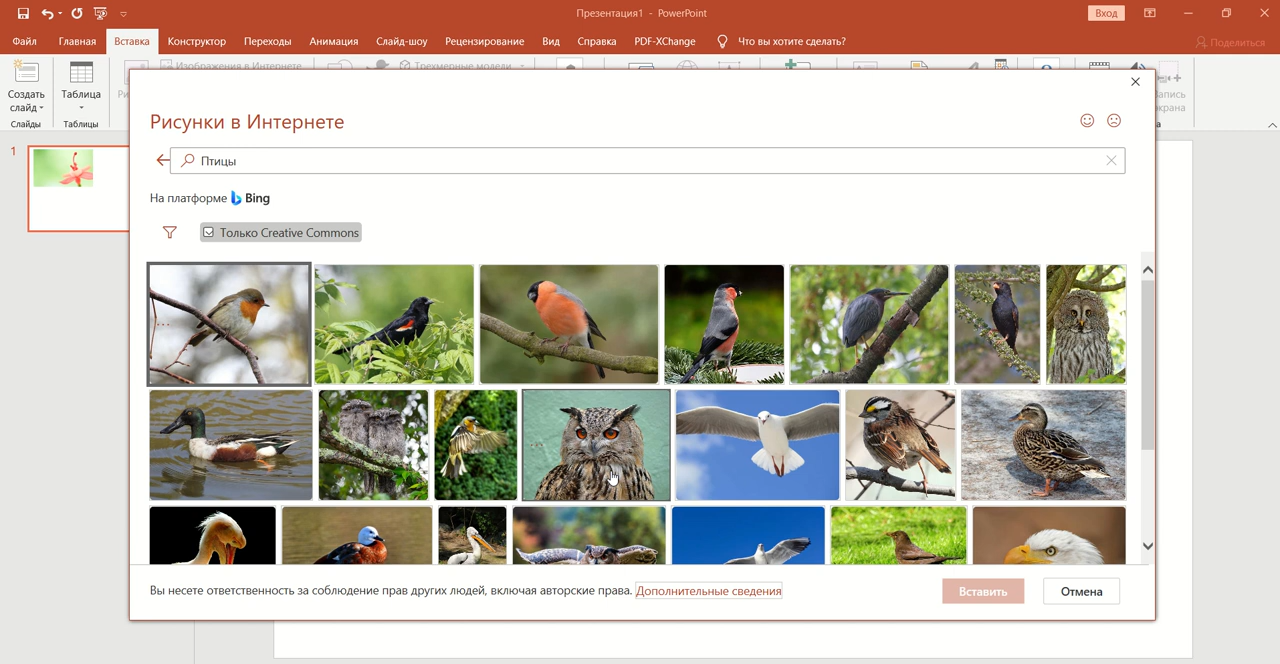 Презентация1 - PowerPoint
Вход
Файл Главная Вставка Конструктор Переходы Анимация Слайд-шоу Рецензирование Вид Справка PDF-XChange Что вы хотите сделать? Поделиться
Изображения в Интернете Трехмерные модели
Создать слайд
Таблица
Слайды Таблицы
1
Рисунки в Интернете
Птицы
На платформе Bing
Только Creative Commons
Вы несете ответственность за соблюдение прав других людей, включая авторские права. Дополнительные сведения
Вставить Отмена